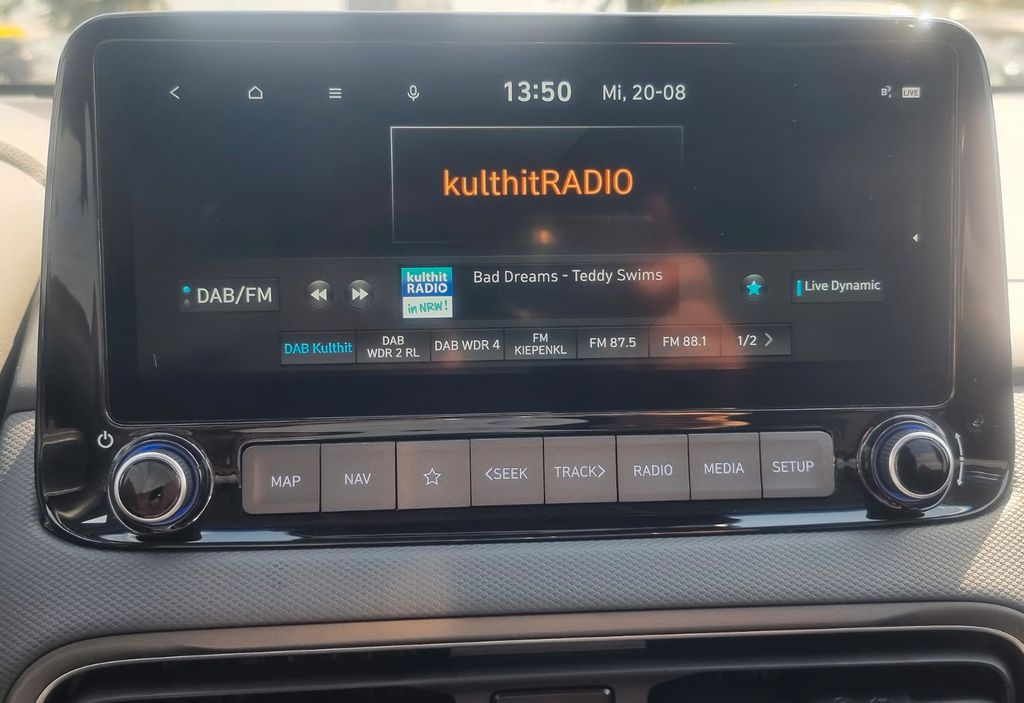 13:50 Mi, 20-08
LIVE
kulthitRADIO
DAB/FM
kulthit
RADIO
in NRW!
Bad Dreams - Teddy Swims
Live Dynamic
DAB Kulthit
DAB
WDR 2 RL
DAB WDR 4
FM
KIEPENKL
FM 87.5
FM 88.1
1/2 >
MAP
NAV
<SEEK
TRACK>
RADIO
MEDIA
SETUP